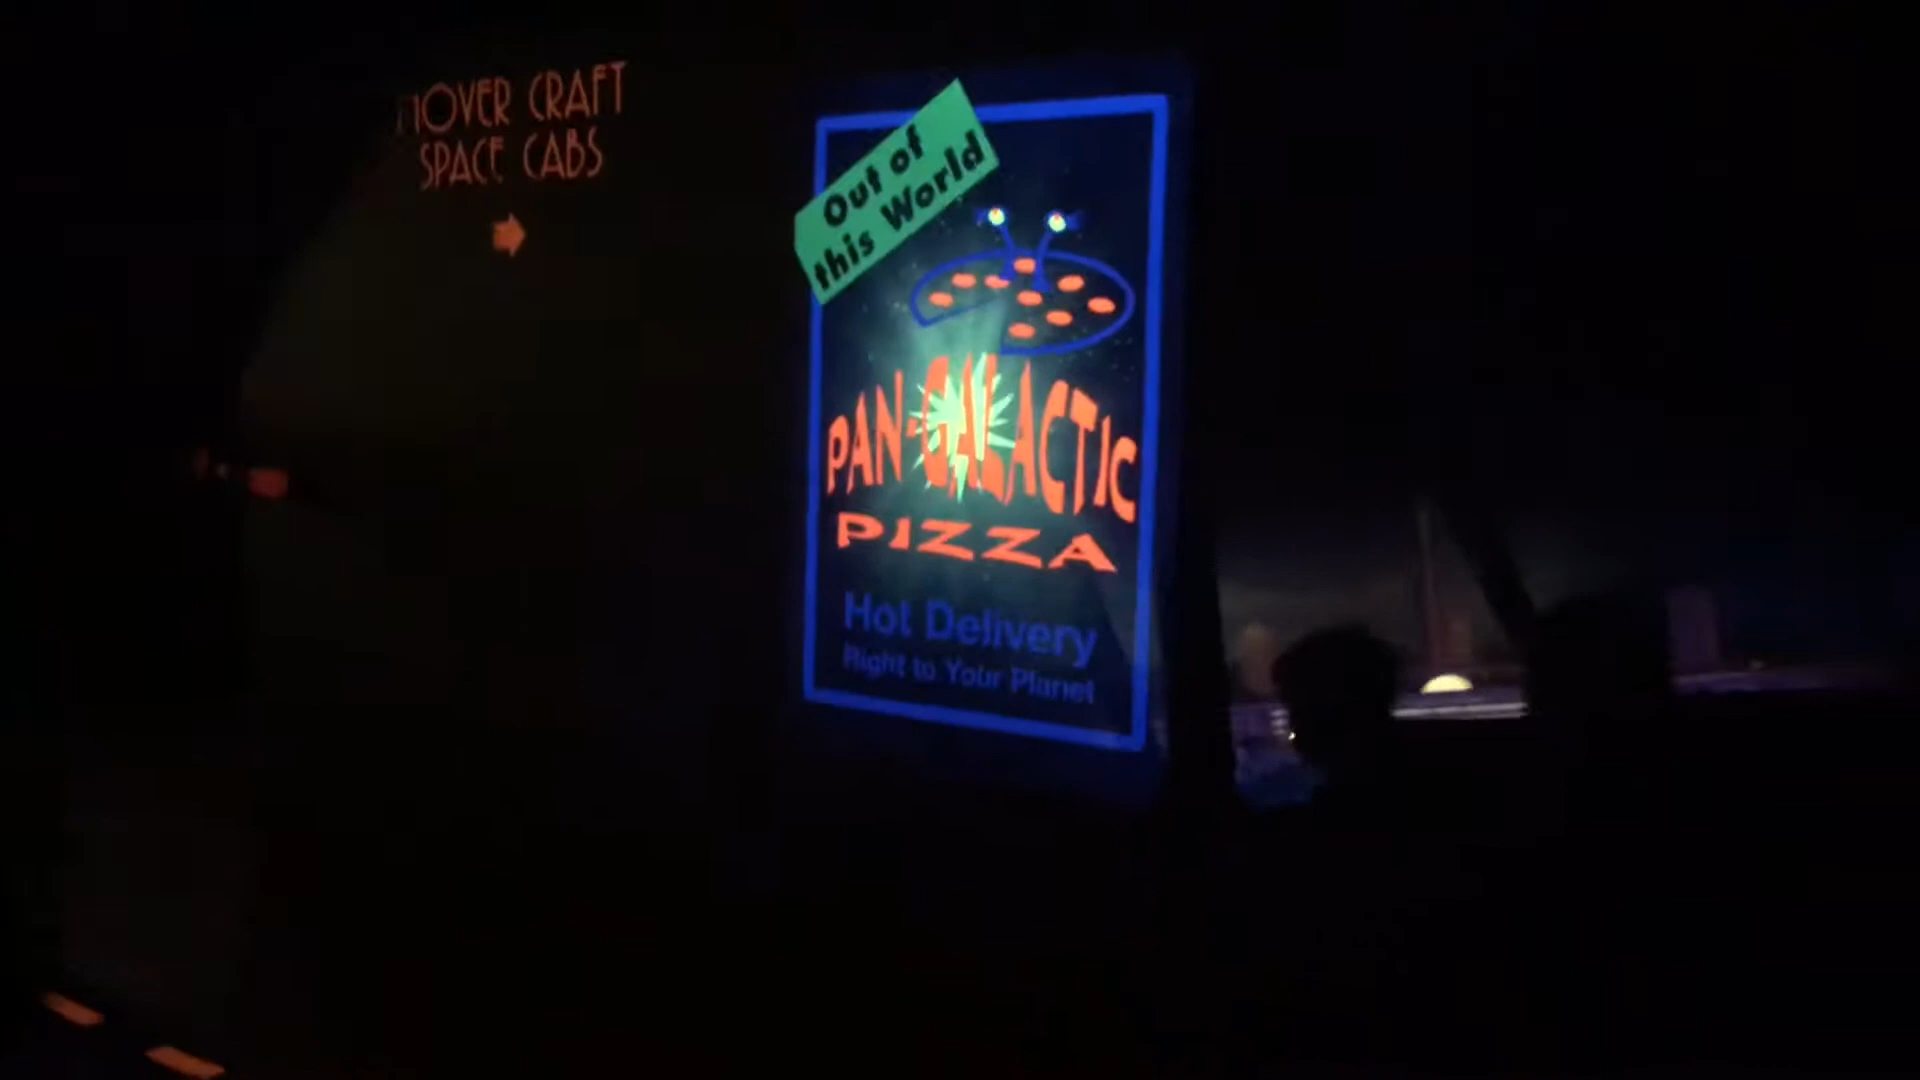 HOVER CRAFT
SPACE CABS
Out of
this World
PAN-GALACTIC
PIZZA
Hot Delivery
Right to Your Planet